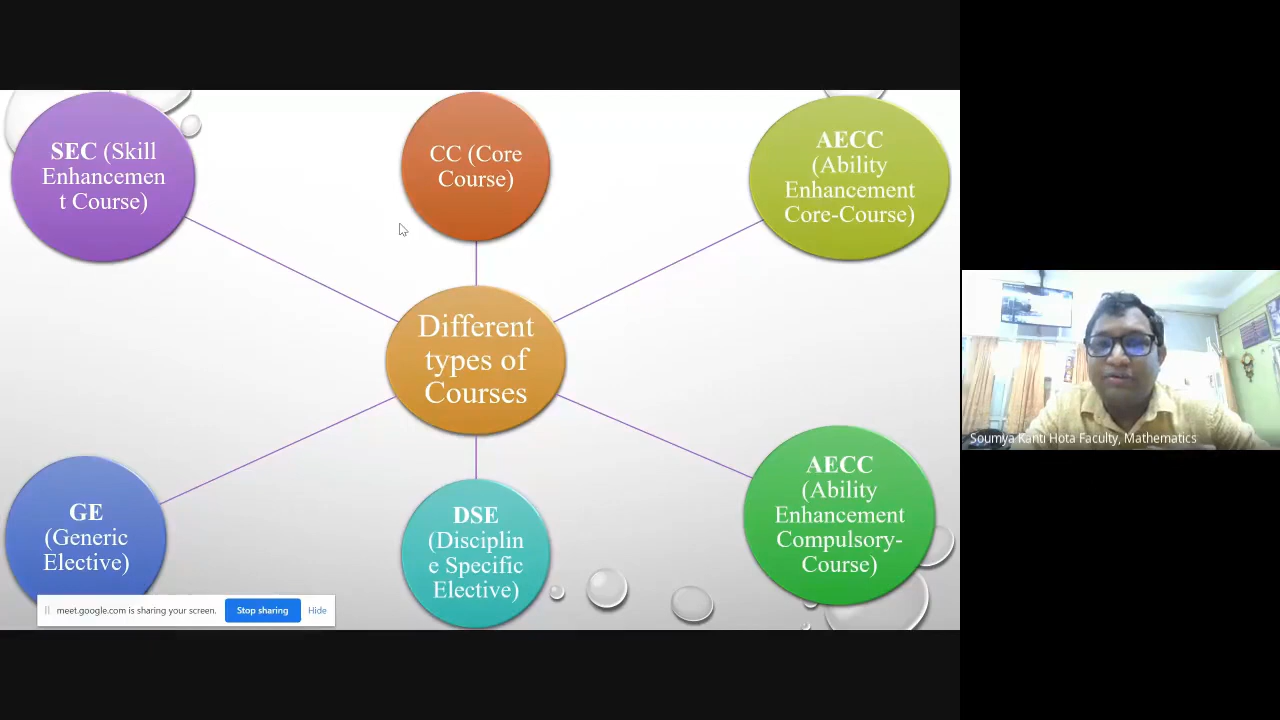 SEC (Skill
Enhancemen
t Course)
CC (Core
Course)
AECC
(Ability
Enhancement
Core-Course)
Different
types of
Courses
GE
(Generic
Elective)
DSE
(Disciplin
e Specific
Elective)
AECC
(Ability
Enhancement
Compulsory-
Course)
meet.google.com is sharing your screen.
Stop sharing
Hide
Soumya Kanti Hota Faculty, Mathematics